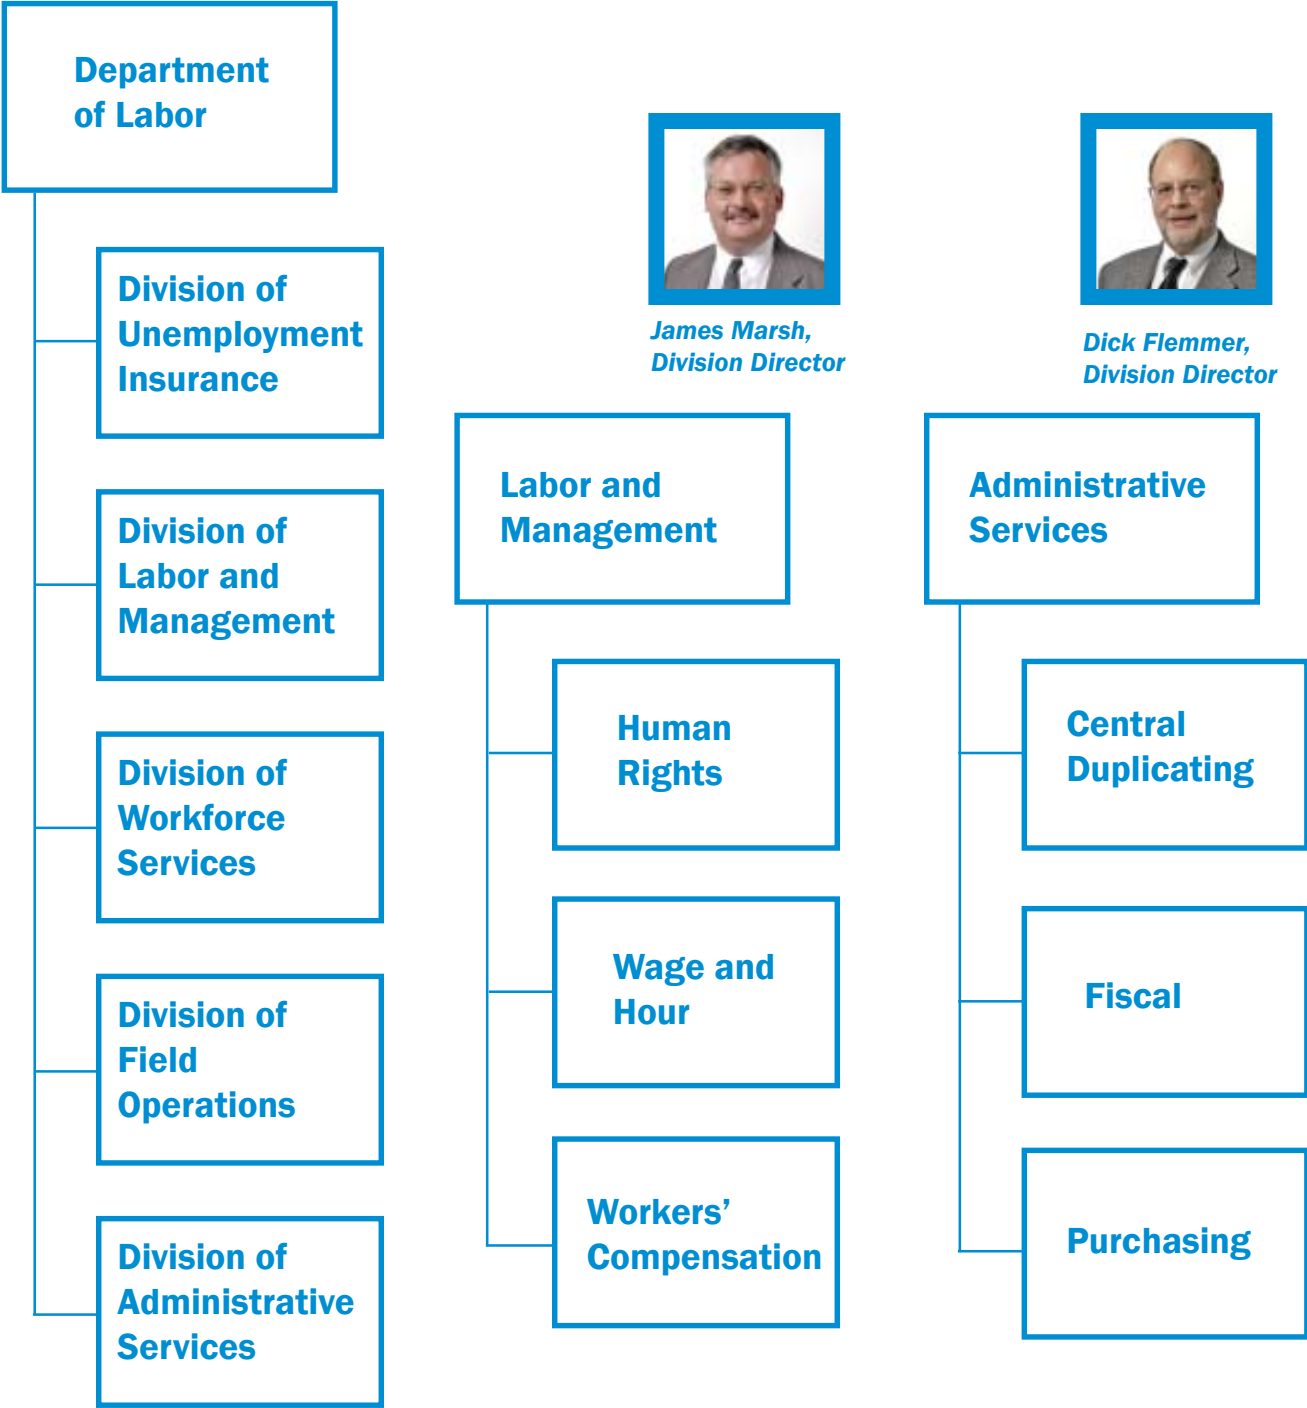 Department
of Labor
Division of
Unemployment
Insurance
Division of
Labor and
Management
Division of
Workforce
Services
Division of
Field
Operations
Division of
Administrative
Services
James Marsh,
Division Director
Labor and
Management
Human
Rights
Wage and
Hour
Workers’
Compensation
Dick Flemmer,
Division Director
Administrative
Services
Central
Duplicating
Fiscal
Purchasing